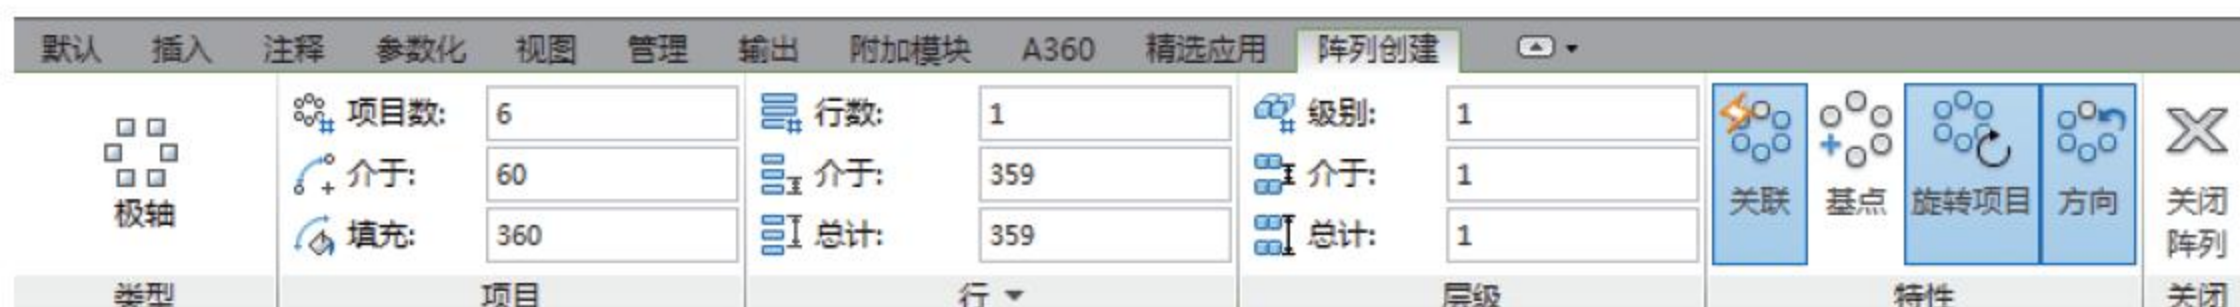 默认 插入 注释 参数化 视图 管理 输出 附加模块 A360 精选应用 阵列创建
项目数: 6 行数: 1 级别: 1
介于: 60 介于: 359 介于: 1
填充: 360 总计: 359 总计: 1
极轴
关联 基点 旋转项目 方向 关闭
阵列
类型 项目 行 层级 特性 关闭